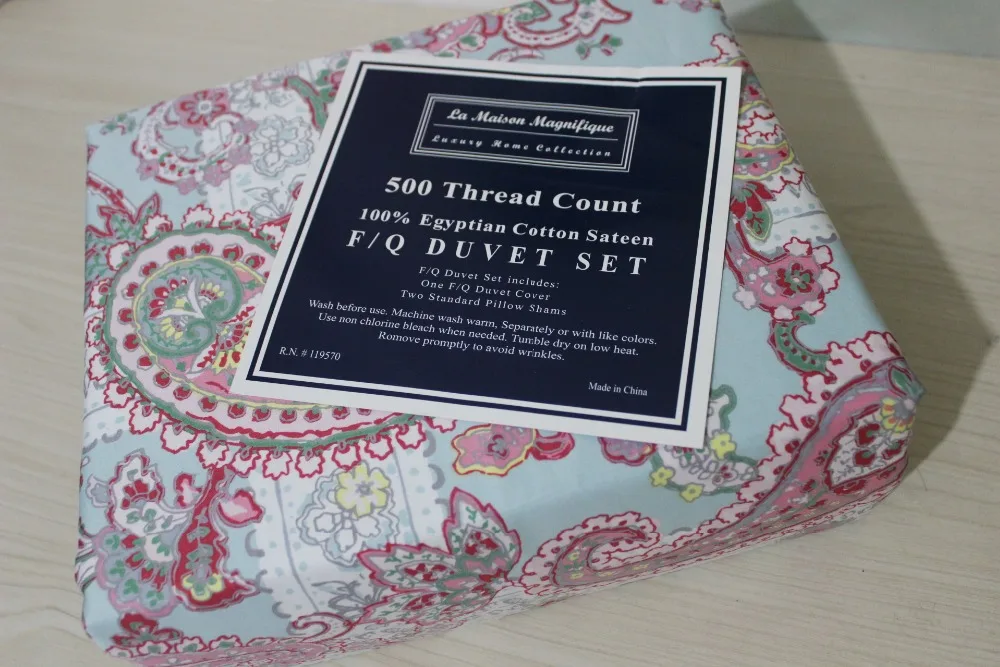 La Maison Magnifique
Luxury Home Collection
500 Thread Count
100% Egyptian Cotton Sateen
F/Q DUVET SET
F/Q Duvet Set includes:
One F/Q Duvet Cover
Two Standard Pillow Shams
Wash before use. Machine wash warm, Separately or with like colors.
Use non chlorine bleach when needed. Tumble dry on low heat.
Romove promptly to avoid wrinkles.
R.N. # 119570
Made in China